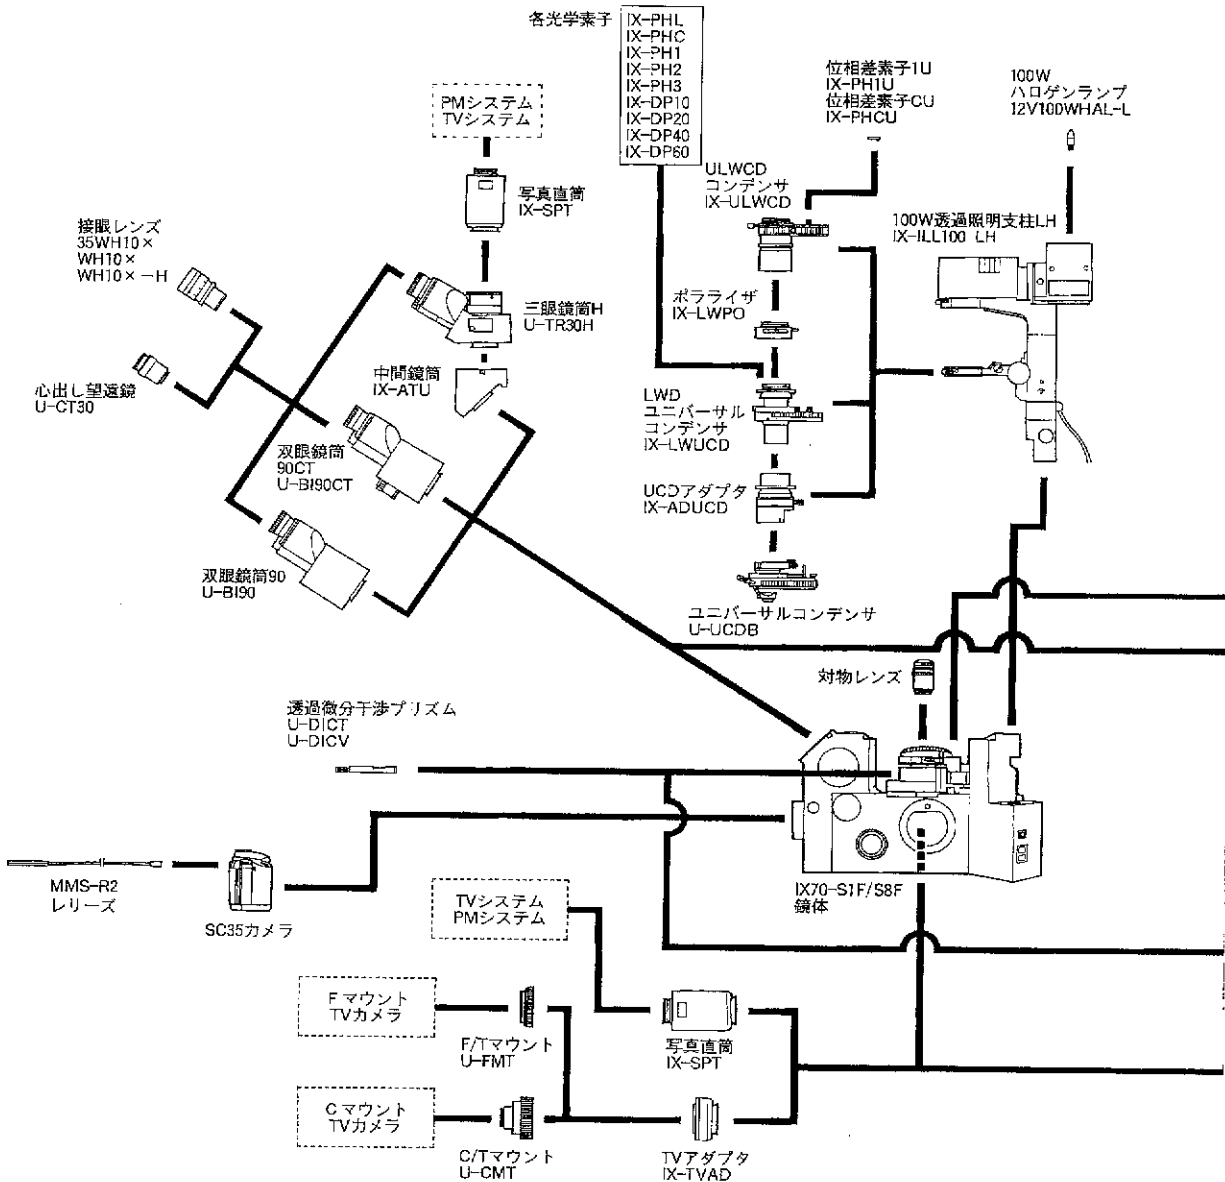 各光学素子
IX-PHL
IX-PHC
IX-PH1
IX-PH2
IX-PH3
IX-DP10
IX-DP20
IX-DP40
IX-DP60
位相差素子1U
IX-PH1U
位相差素子CU
IX-PHCU
100W
ハロゲンランプ
12V100WHAL-L
PMシステム
TVシステム
写真直筒
IX-SPT
ULWCD
コンデンサ
IX-ULWCD
100W透過照明支柱LH
IX-ILL100 LH
接眼レンズ
35WH10×
WH10×
WH10×-H
三眼鏡筒H
U-TR30H
ポラライザ
IX-LWPO
心出し望遠鏡
U-CT30
中間鏡筒
IX-ATU
LWD
ユニバーサル
コンデンサ
IX-LWUCD
双眼鏡筒
90CT
U-BI90CT
UCDアダプタ
IX-ADUCD
双眼鏡筒90
U-BI90
ユニバーサルコンデンサ
U-UCDB
対物レンズ
透過微分干渉プリズム
U-DICT
U-DICV
MMS-R2
レリーズ
SC35カメラ
IX70-S1F/S8F
鏡体
TVシステム
PMシステム
Fマウント
TVカメラ
F/Tマウント
U-FMT
写真直筒
IX-SPT
Cマウント
TVカメラ
C/Tマウント
U-CMT
TVアダプタ
IX-TVAD